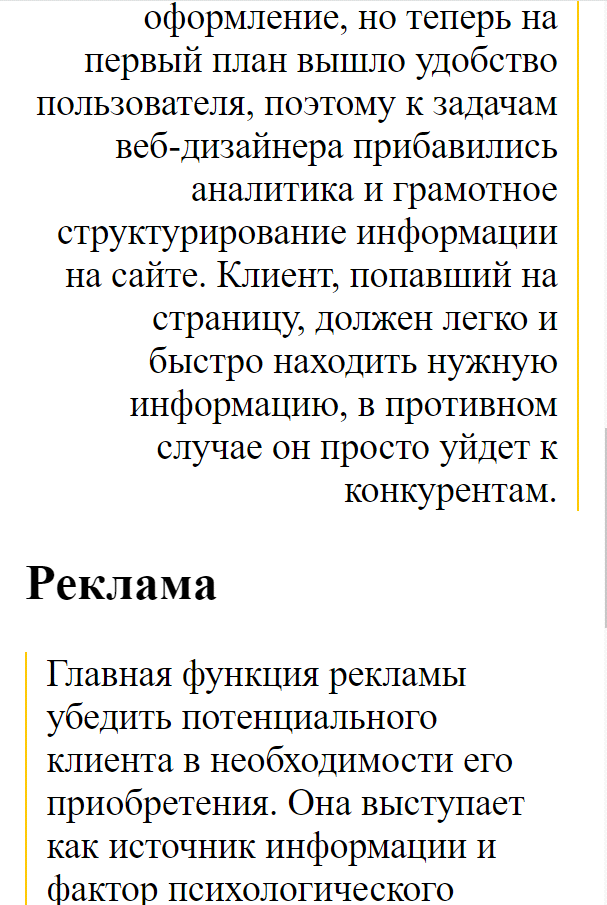 оформление, но теперь на
первый план вышло удобство
пользователя, поэтому к задачам
веб-дизайнера прибавились
аналитика и грамотное
структурирование информации
на сайте. Клиент, попавший на
страницу, должен легко и
быстро находить нужную
информацию, в противном
случае он просто уйдет к
конкурентам.
Реклама
Главная функция рекламы
убедить потенциального
клиента в необходимости его
приобретения. Она выступает
как источник информации и
фактор психологического